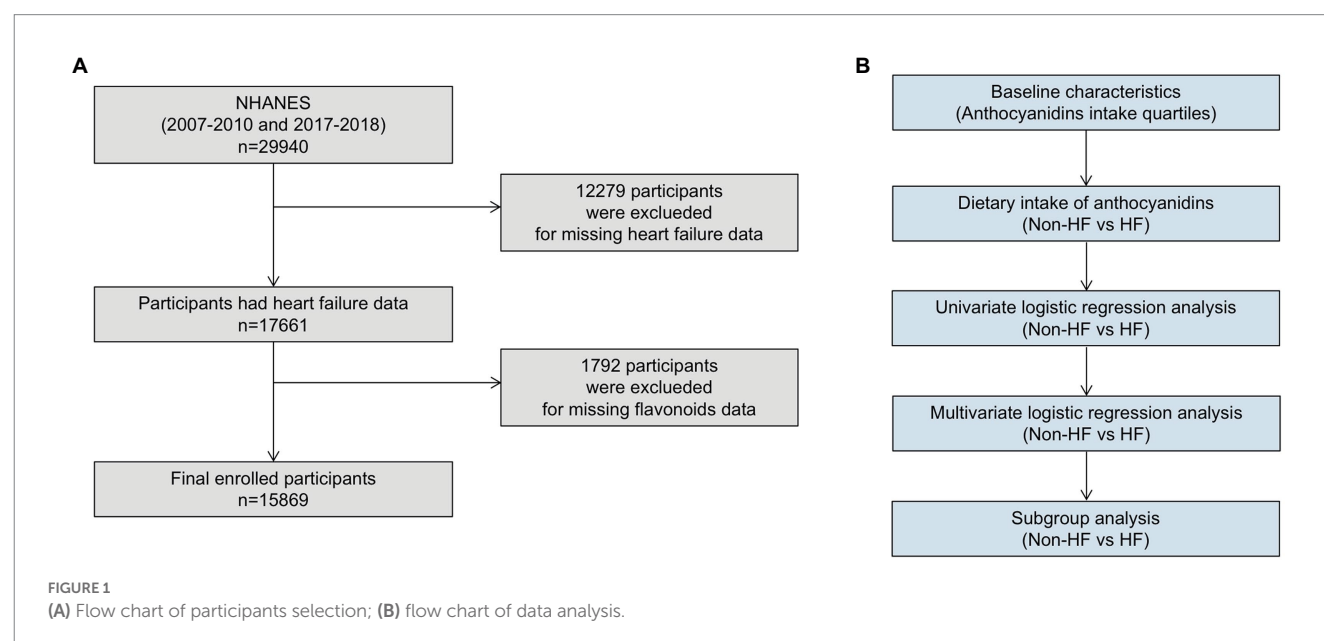 A
NHANES
(2007-2010 and 2017-2018)
n=29940
12279 participants
were exclueded
for missing heart failure data
Participants had heart failure data
n=17661
1792 participants
were exclueded
for missing flavonoids data
Final enrolled participants
n=15869
B
Baseline characteristics
(Anthocyanidins intake quartiles)
Dietary intake of anthocyanidins
(Non-HF vs HF)
Univariate logistic regression analysis
(Non-HF vs HF)
Multivariate logistic regression analysis
(Non-HF vs HF)
Subgroup analysis
(Non-HF vs HF)
FIGURE 1
(A) Flow chart of participants selection; (B) flow chart of data analysis.